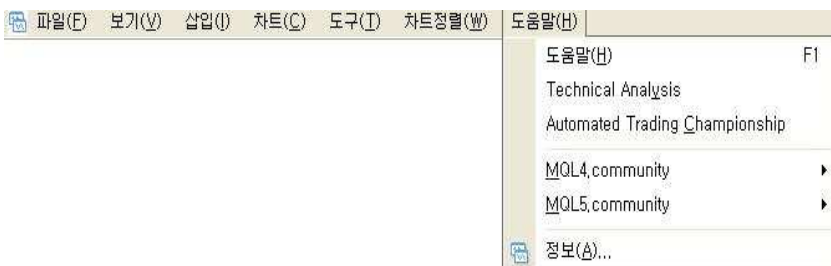 파일(F) 보기(V) 삽입(I) 차트(C) 도구(T) 차트정렬(W) 도움말(H)
도움말(H) F1
Technical Analysis
Automated Trading Championship
MQL4.community
MQL5.community
정보(A)...